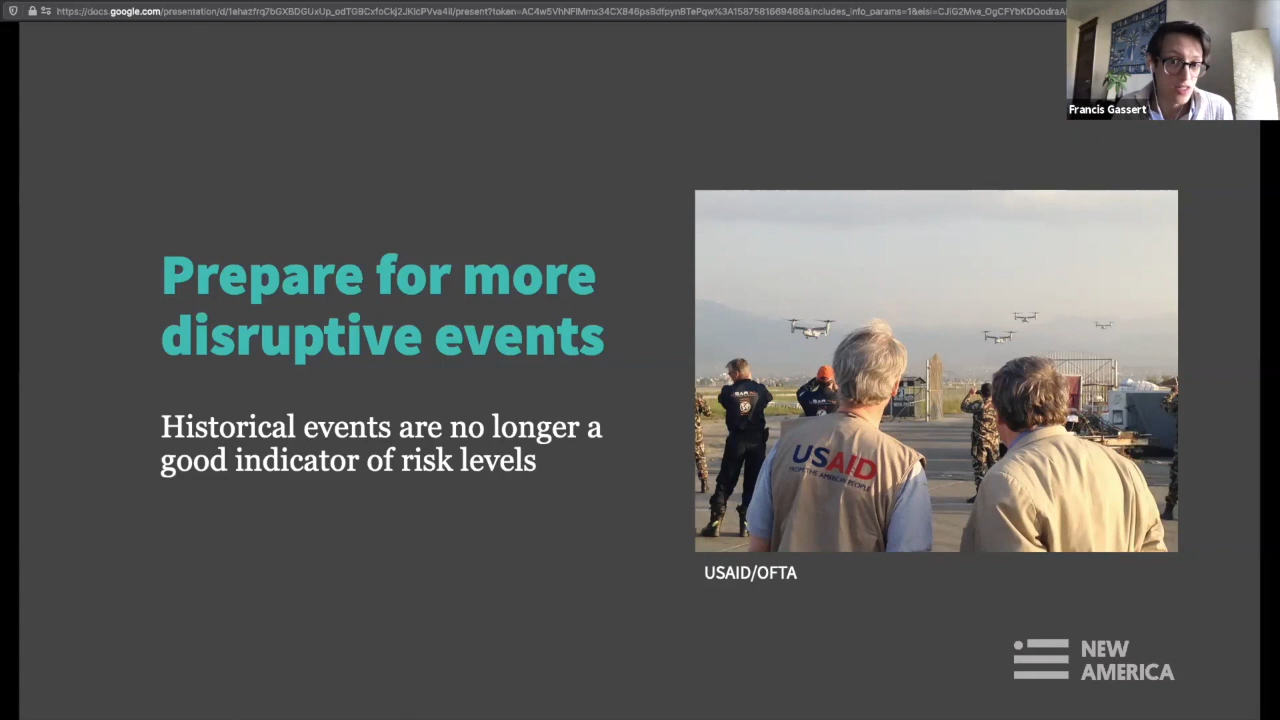 Francis Gassert
Prepare for more
disruptive events
Historical events are no longer a
good indicator of risk levels
USAID
USAID/OFTA
NEW
AMERICA